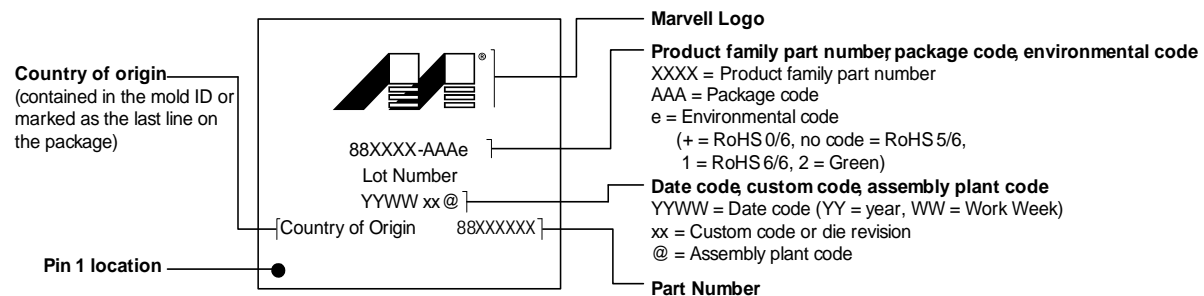 Country of origin
(contained in the mold ID or
marked as the last line on
the package)
Pin 1 location
®
88XXXX-AAAe
Lot Number
YYWW xx @
Country of Origin 88XXXXXX
Marvell Logo
Product family part number, package code, environmental code
XXXX = Product family part number
AAA = Package code
e = Environmental code
(+ = RoHS 0/6, no code = RoHS 5/6,
1 = RoHS 6/6, 2 = Green)
Date code, custom code, assembly plant code
YYWW = Date code (YY = year, WW = Work Week)
xx = Custom code or die revision
@ = Assembly plant code
Part Number